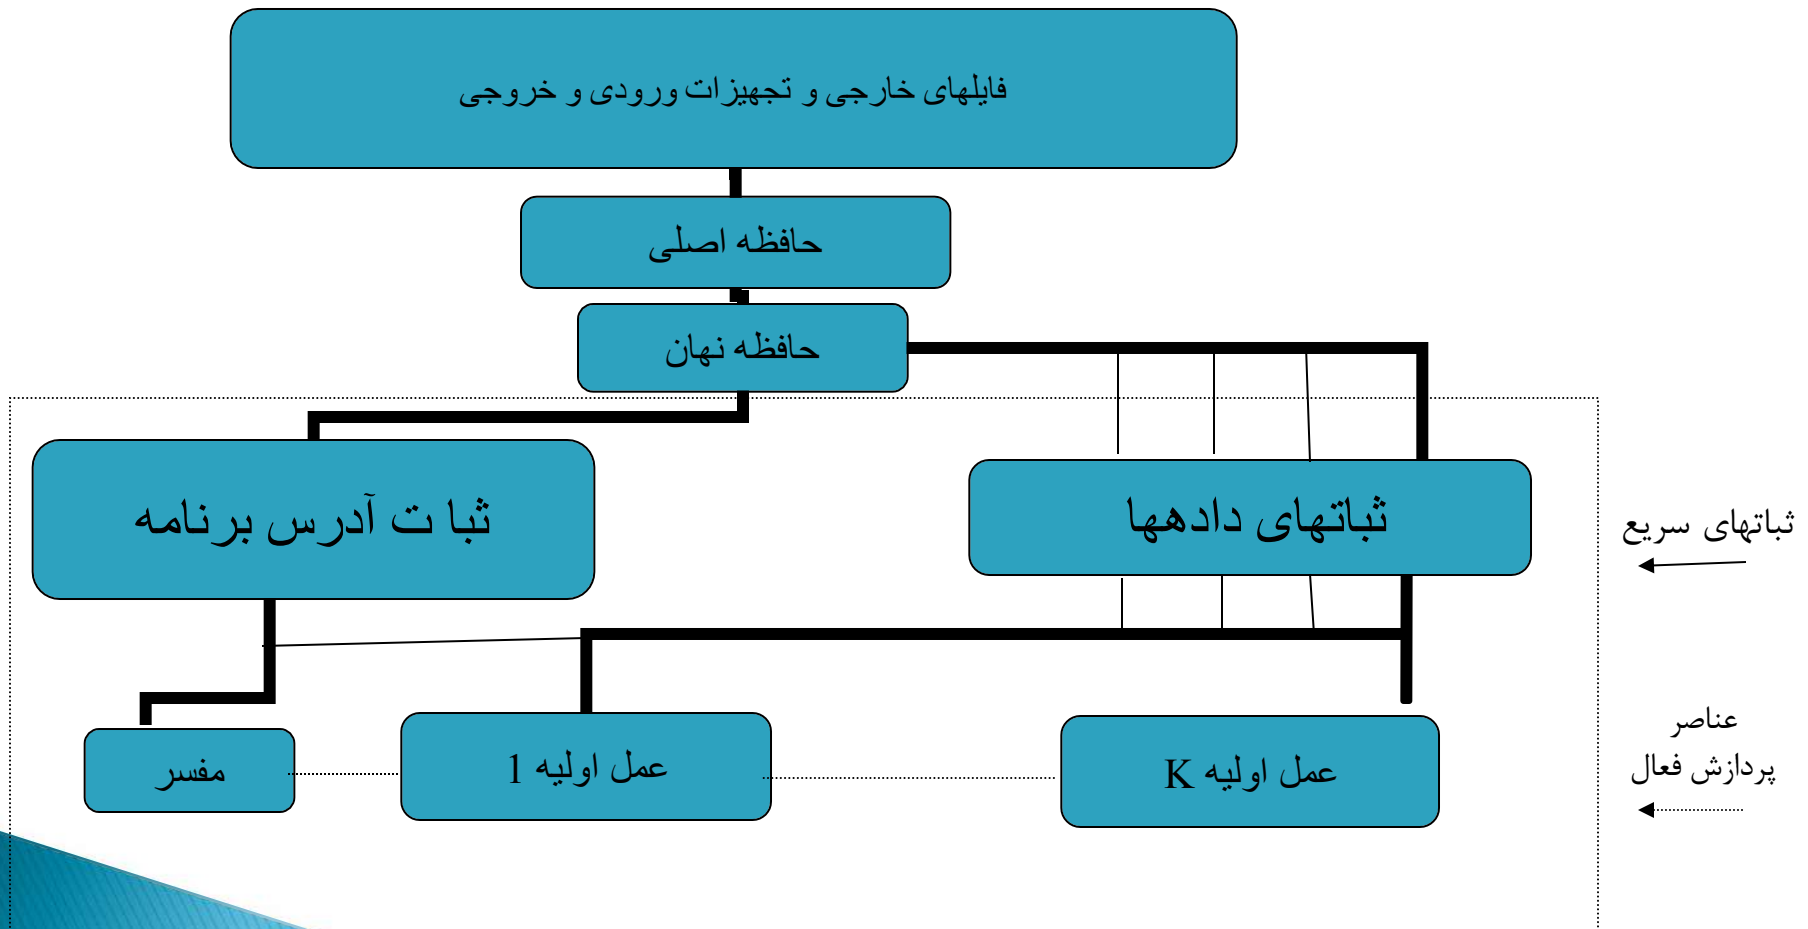 فایلهای خارجی و تجهیزات ورودی و خروجی
حافظه اصلی
حافظه نهان
ثباتهای دادهها
ثبا ت آدرس برنامه
ثباتهای سریع
عمل اولیه K
عمل اولیه 1
مفسر
عناصر
پردازش فعال